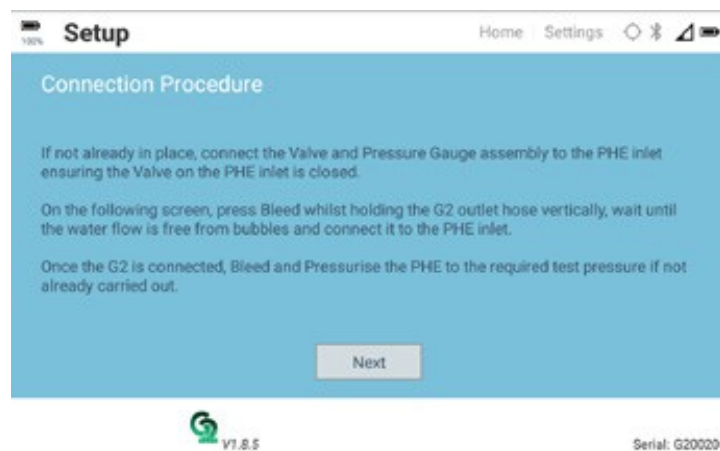 Setup
Home Settings
100%
Connection Procedure
If not already in place, connect the Valve and Pressure Gauge assembly to the PHE inlet
ensuring the Valve on the PHE inlet is closed.
On the following screen, press Bleed whilst holding the G2 outlet hose vertically, wait until
the water flow is free from bubbles and connect it to the PHE inlet.
Once the G2 is connected, Bleed and Pressurise the PHE to the required test pressure if not
already carried out.
Next
G2
V1.8.5
Serial: G20020